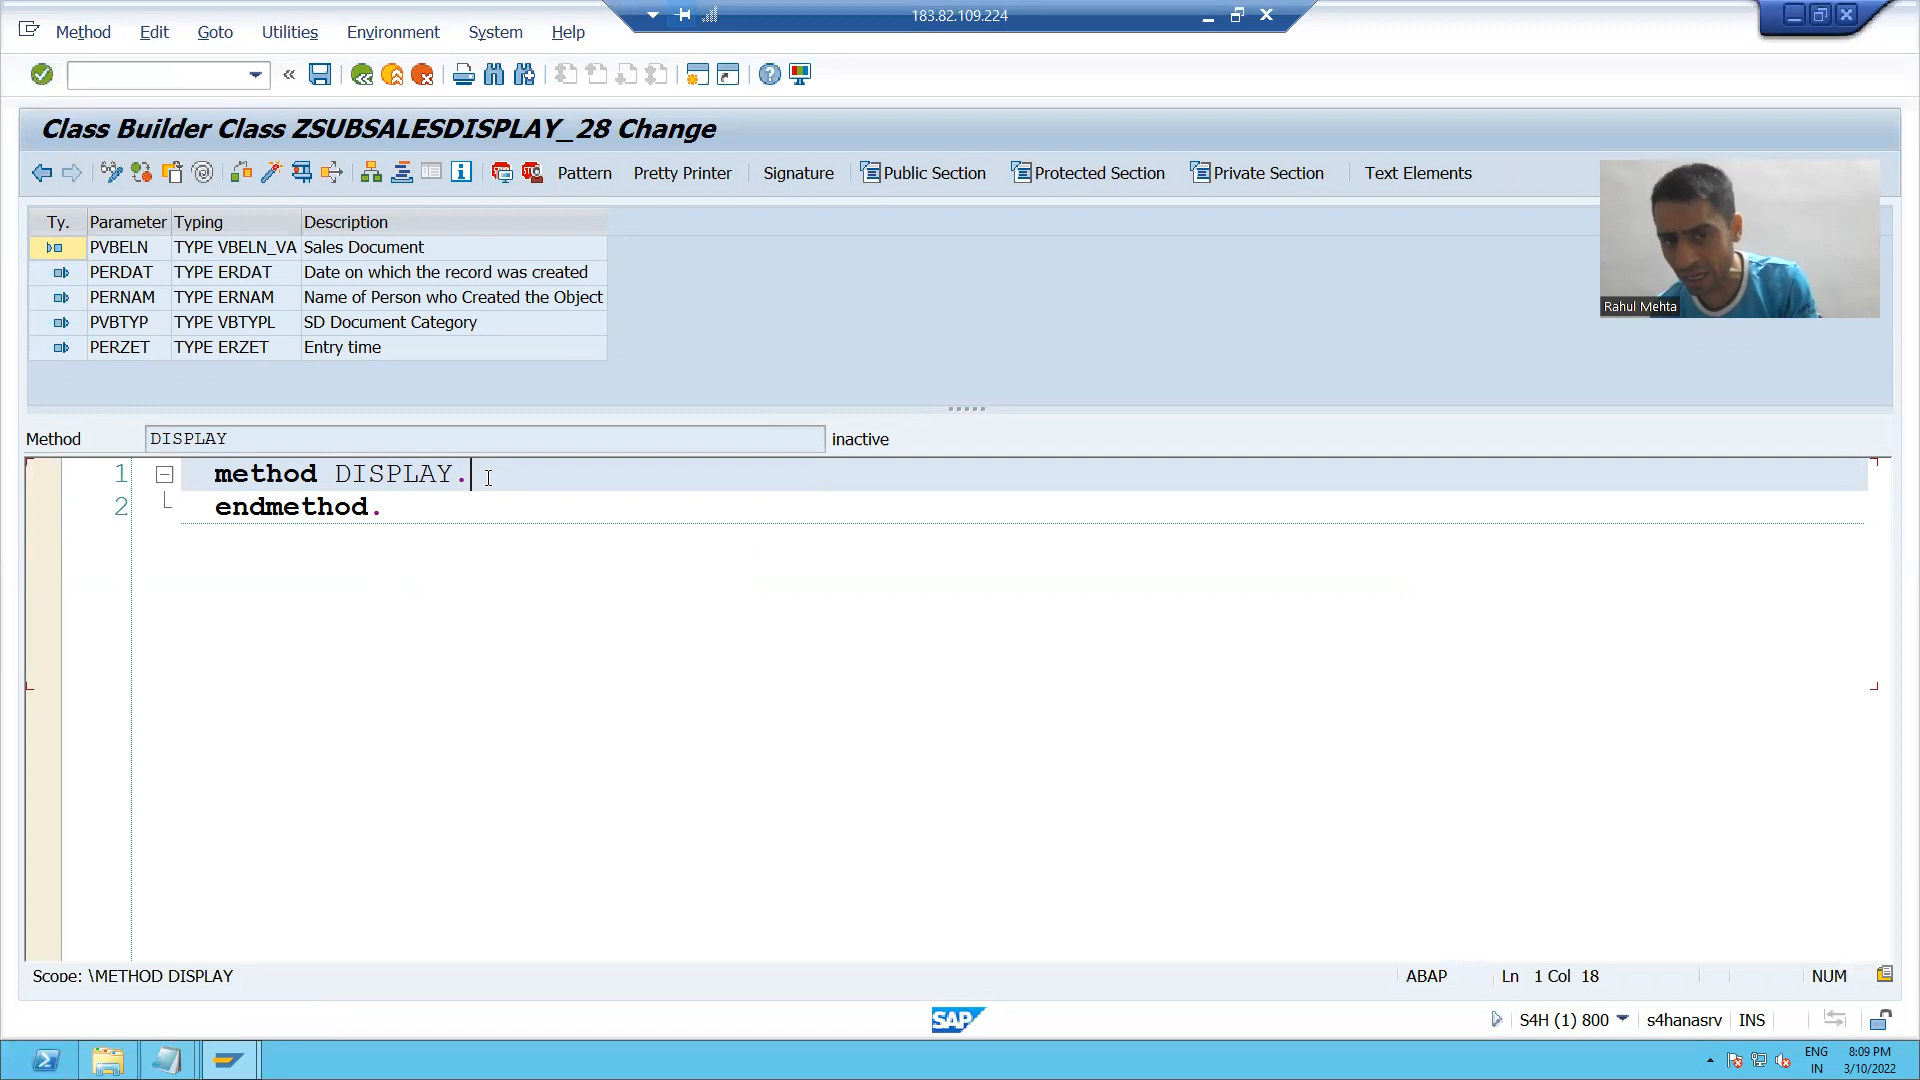 183.82.109.224
Method Edit Goto Utilities Environment System Help
Class Builder Class ZSUBSALESDISPLAY_28 Change
Pattern Pretty Printer Signature Public Section Protected Section Private Section Text Elements
Ty. Parameter Typing Description
PVBELN TYPE VBELN_VA Sales Document
PERDAT TYPE ERDAT Date on which the record was created
PERNAM TYPE ERNAM Name of Person who Created the Object
PVBTYP TYPE VBTYPL SD Document Category
PERZET TYPE ERZET Entry time
Rahul Mehta
Method DISPLAY inactive
1 method DISPLAY.
2 endmethod.
Scope: \METHOD DISPLAY ABAP Ln 1 Col 18 NUM
SAP S4H (1) 800 s4hanasrv INS
ENG 8:09 PM
IN 3/10/2022